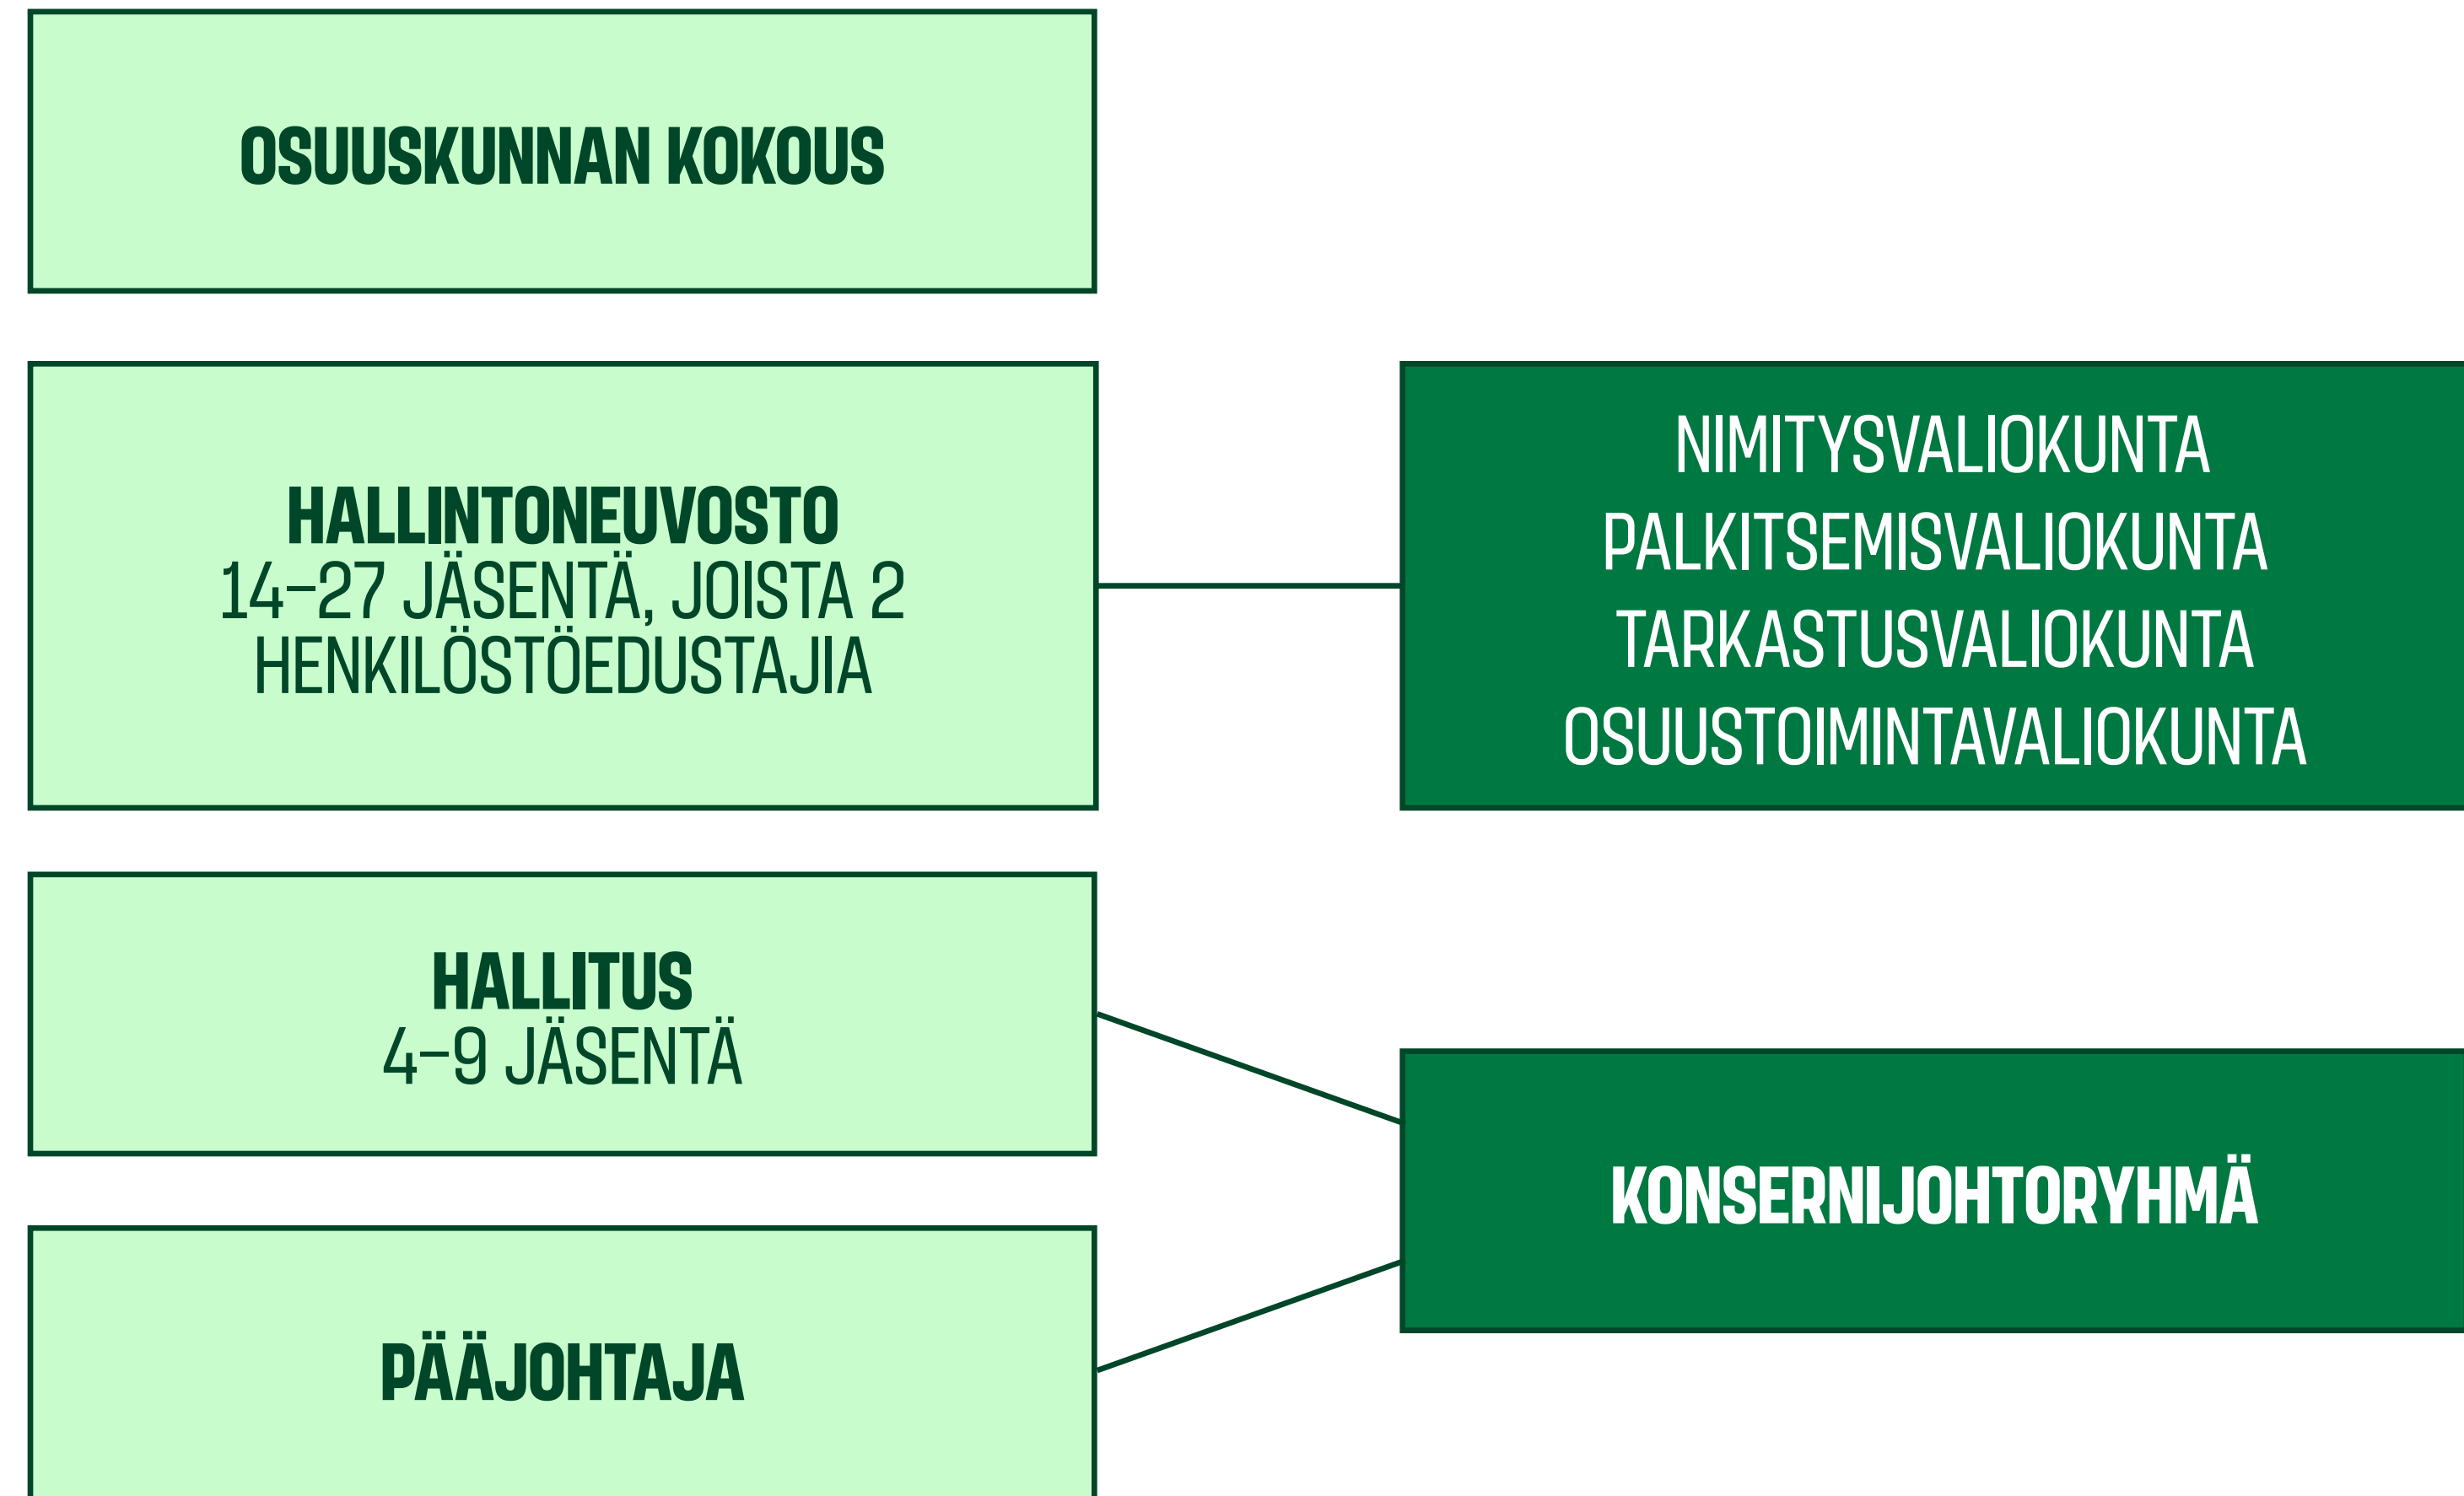 OSUUSKUNNAN KOKOUS
HALLINTONEUVOSTO
14–27 JÄSENTÄ, JOISTA 2
HENKILÖSTÖEDUSTAJIA
NIMITYSVALIOKUNTA
PALKITSEMISVALIOKUNTA
TARKASTUSVALIOKUNTA
OSUUSTOIMINTAVALIOKUNTA
HALLITUS
4–9 JÄSENTÄ
KONSERNIJOHTORYHMÄ
PÄÄJOHTAJA